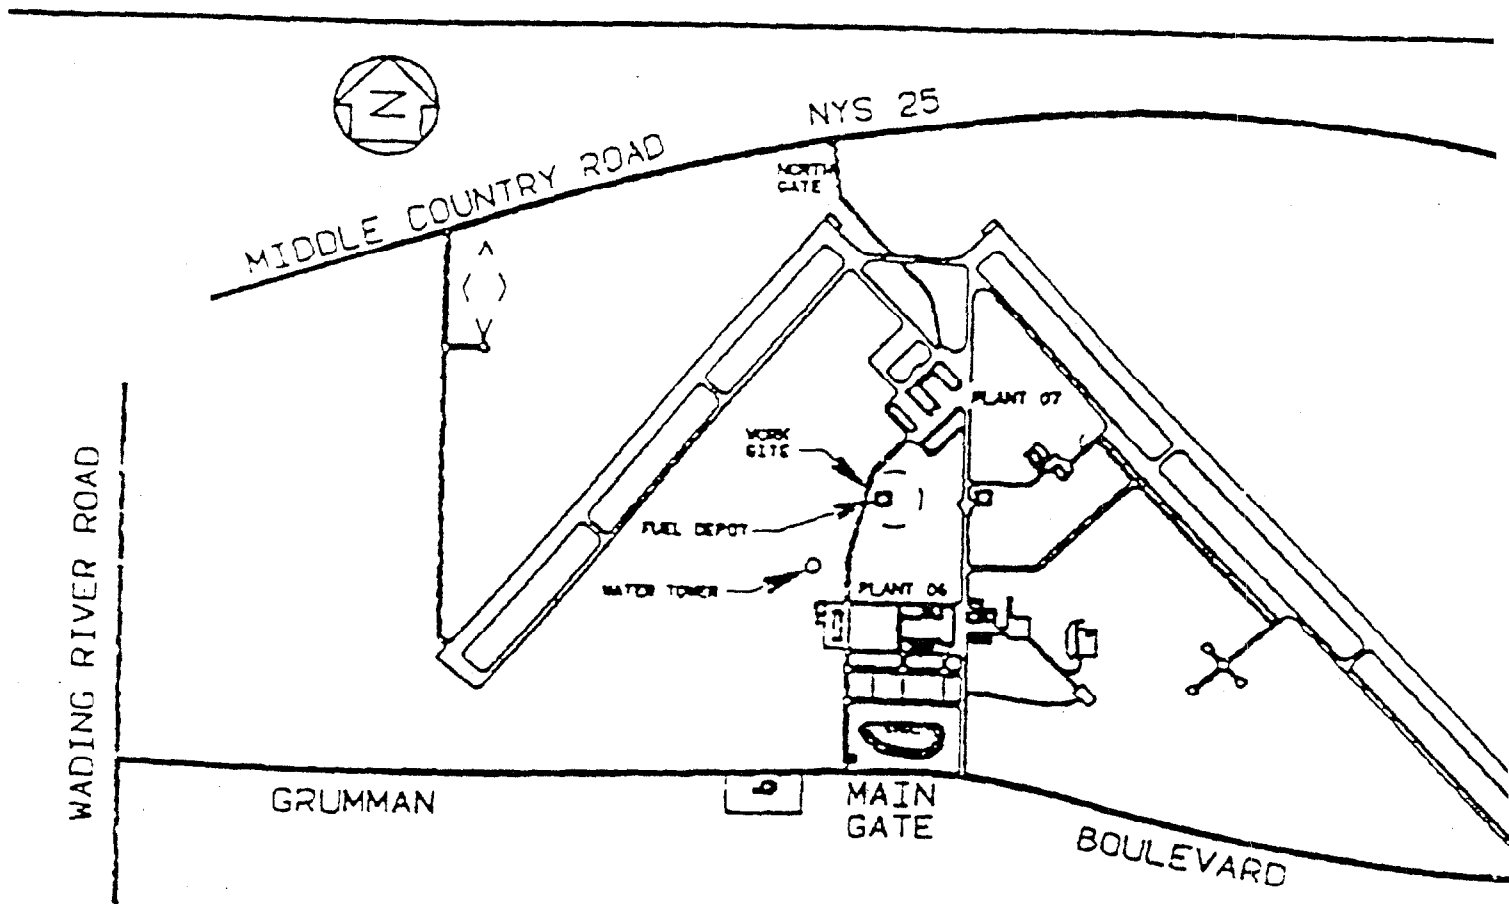 N
NYS 25
MIDDLE COUNTRY ROAD
NORTH
GATE
PLANT 07
WORK
SITE
FUEL DEPOT
WATER TOWER
PLANT 06
WADING RIVER ROAD
GRUMMAN
MAIN
GATE
BOULEVARD